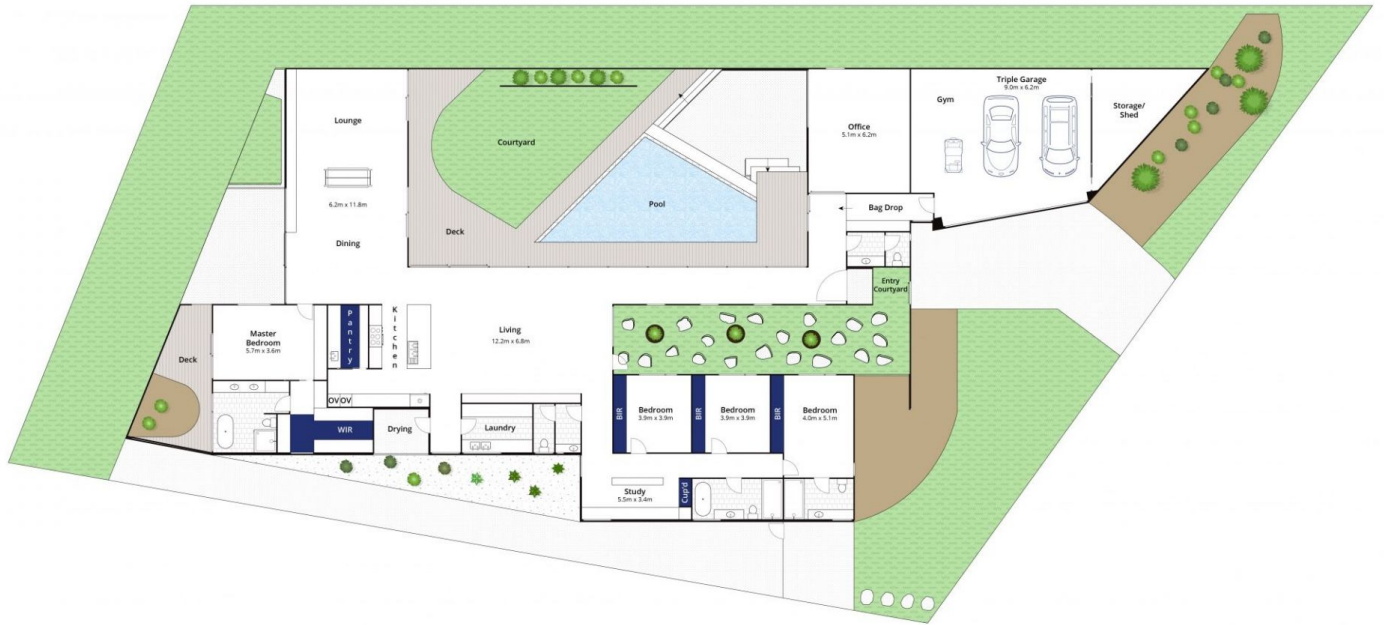 Triple Garage
9.0m x 6.2m
Gym
Storage/
Shed
Lounge
Office
5.1m x 6.2m
Courtyard
6.2m x 11.8m
Pool
Bag Drop
Deck
Dining
Entry
Courtyard
Pantry
Kitchen
Master
Bedroom
5.7m x 3.6m
Living
12.2m x 6.8m
Deck
OV OV
BIR
Bedroom
3.9m x 3.9m
BIR
Bedroom
3.9m x 3.9m
BIR
Bedroom
4.0m x 5.1m
WIR
Drying
Laundry
Study
5.5m x 3.4m
Cup'd